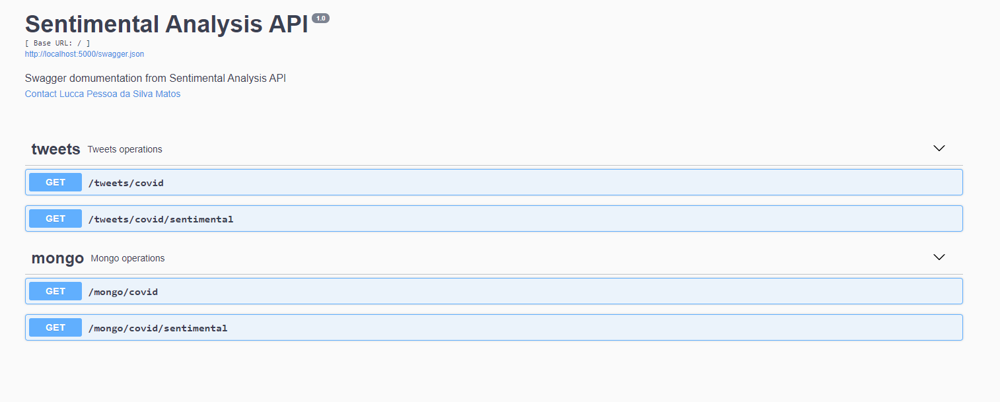 Sentimental Analysis API 1.0
[ Base URL: / ]
http://localhost:5000/swagger.json
Swagger domumentation from Sentimental Analysis API
Contact Lucca Pessoa da Silva Matos
tweets Tweets operations
GET /tweets/covid
GET /tweets/covid/sentimental
mongo Mongo operations
GET /mongo/covid
GET /mongo/covid/sentimental